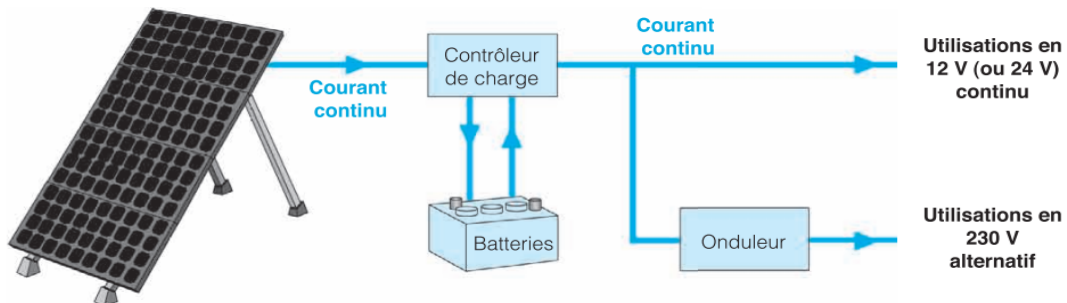 Courant
continu
Contrôleur
de charge
Courant
continu
Utilisations en
12 V (ou 24 V)
continu
Batteries
Onduleur
Utilisations en
230 V
alternatif